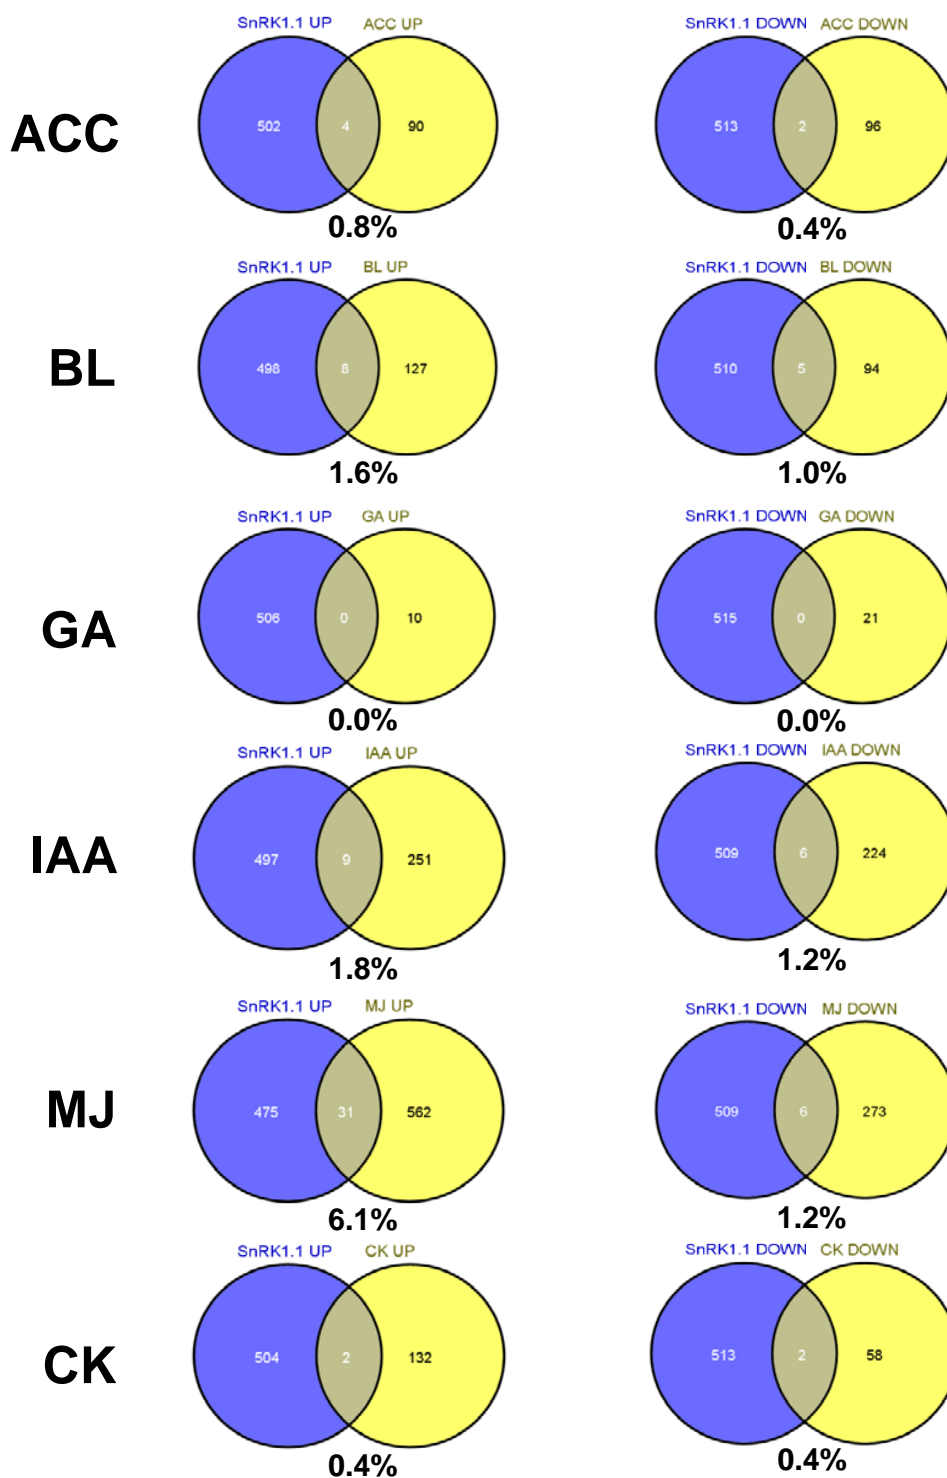 SnRK1.1 UP ACC UP SnRK1.1 DOWN ACC DOWN
ACC 502 4 90 513 2 96
0.8% 0.4%
SnRK1.1 UP BL UP SnRK1.1 DOWN BL DOWN
BL 498 8 127 510 5 94
1.6% 1.0%
SnRK1.1 UP GA UP SnRK1.1 DOWN GA DOWN
GA 506 0 10 515 0 21
0.0% 0.0%
SnRK1.1 UP IAA UP SnRK1.1 DOWN IAA DOWN
IAA 497 9 251 509 6 224
1.8% 1.2%
SnRK1.1 UP MJ UP SnRK1.1 DOWN MJ DOWN
MJ 475 31 562 509 6 273
6.1% 1.2%
SnRK1.1 UP CK UP SnRK1.1 DOWN CK DOWN
CK 504 2 132 513 2 58
0.4% 0.4%